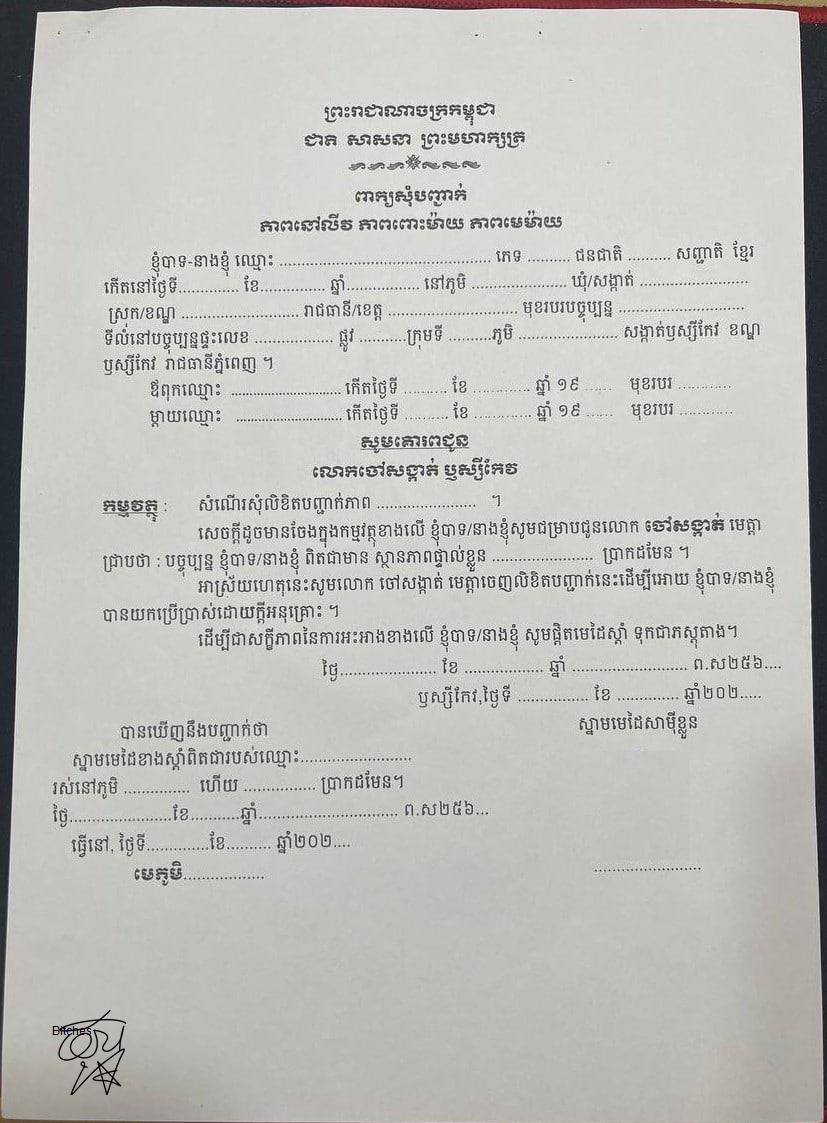 ព្រះរាជាណាចក្រកម្ពុជា
ជាតិ សាសនា ព្រះមហាក្សត្រ
ពាក្យសុំបញ្ជាក់
ភាពនៅលីវ ភាពពោះម៉ាយ ភាពមេម៉ាយ
ខ្ញុំបាទ-នាងខ្ញុំ ឈ្មោះ ................................................ ភេទ .......... ជនជាតិ .......... សញ្ជាតិ ខ្មែរ
កើតនៅថ្ងៃទី.............. ខែ............... ឆ្នាំ................. នៅភូមិ ...................... ឃុំ/សង្កាត់ .........................
ស្រុក/ខណ្ឌ ........................... រាជធានី/ខេត្ត .............................. មុខរបរបច្ចុប្បន្ន .............................
ទីលំនៅបច្ចុប្បន្នផ្ទះលេខ .................. ផ្លូវ ...........ក្រុមទី ..........ភូមិ ....................... សង្កាត់ឫស្សីកែវ ខណ្ឌ
ឫស្សីកែវ រាជធានីភ្នំពេញ ។
ឪពុកឈ្មោះ .............................. កើតថ្ងៃទី .......... ខែ ............. ឆ្នាំ ១៩ ...... មុខរបរ ............
ម្តាយឈ្មោះ .............................. កើតថ្ងៃទី .......... ខែ ............. ឆ្នាំ ១៩ ...... មុខរបរ ............
សូមគោរពជូន
លោកចៅសង្កាត់ ឫស្សីកែវ
កម្មវត្ថុ : សំណើរសុំលិខិតបញ្ជាក់ភាព ....................... ។
សេចក្តីដូចមានចែងក្នុងកម្មវត្ថុខាងលើ ខ្ញុំបាទ/នាងខ្ញុំសូមជម្រាបជូនលោក ចៅសង្កាត់ មេត្តា
ជ្រាបថា : បច្ចុប្បន្ន ខ្ញុំបាទ/នាងខ្ញុំ ពិតជាមាន ស្ថានភាពផ្ទាល់ខ្លួន ....................... ប្រាកដមែន ។
អាស្រ័យហេតុនេះសូមលោក ចៅសង្កាត់ មេត្តាចេញលិខិតបញ្ជាក់នេះដើម្បីអោយ ខ្ញុំបាទ/នាងខ្ញុំ
បានយកប្រើប្រាស់ដោយក្តីអនុគ្រោះ ។
ដើម្បីជាសក្ខីភាពនៃការអះអាងខាងលើ ខ្ញុំបាទ/នាងខ្ញុំ សូមផ្តិតមេដៃស្តាំ ទុកជាភស្តុតាង។
ថ្ងៃ...................... ខែ .................. ឆ្នាំ .......................... ព.ស២៥៦....
ឫស្សីកែវ,ថ្ងៃទី ................ ខែ .............. ឆ្នាំ២០២.....
ស្នាមមេដៃសាម៉ីខ្លួន
បានឃើញនឹងបញ្ជាក់ថា
ស្នាមមេដៃខាងស្តាំពិតជារបស់ឈ្មោះ.........................
រស់នៅភូមិ ............... ហើយ ................ ប្រាកដមែន។
ថ្ងៃ.......................ខែ...........ឆ្នាំ............................... ព.ស២៥៦...
ធ្វើនៅ, ថ្ងៃទី..............ខែ.......... ឆ្នាំ២០២....
មេភូមិ..................
........................
Bitches